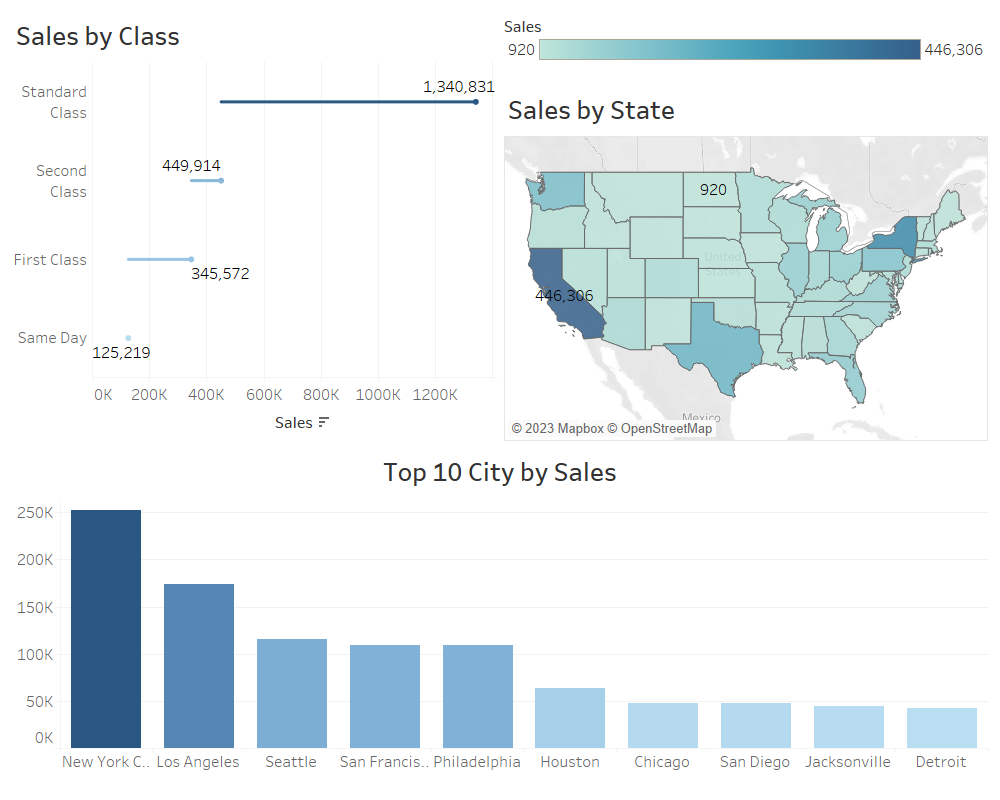 Sales by Class
Standard
Class
1,340,831
Second
Class
449,914
First Class
345,572
Same Day
125,219
0K 200K 400K 600K 800K 1000K 1200K
Sales
Sales
920 446,306
Sales by State
920
446,306
United
States
Mexico
© 2023 Mapbox © OpenStreetMap
Top 10 City by Sales
250K
200K
150K
100K
50K
0K
New York C.. Los Angeles Seattle San Francis.. Philadelphia Houston Chicago San Diego Jacksonville Detroit